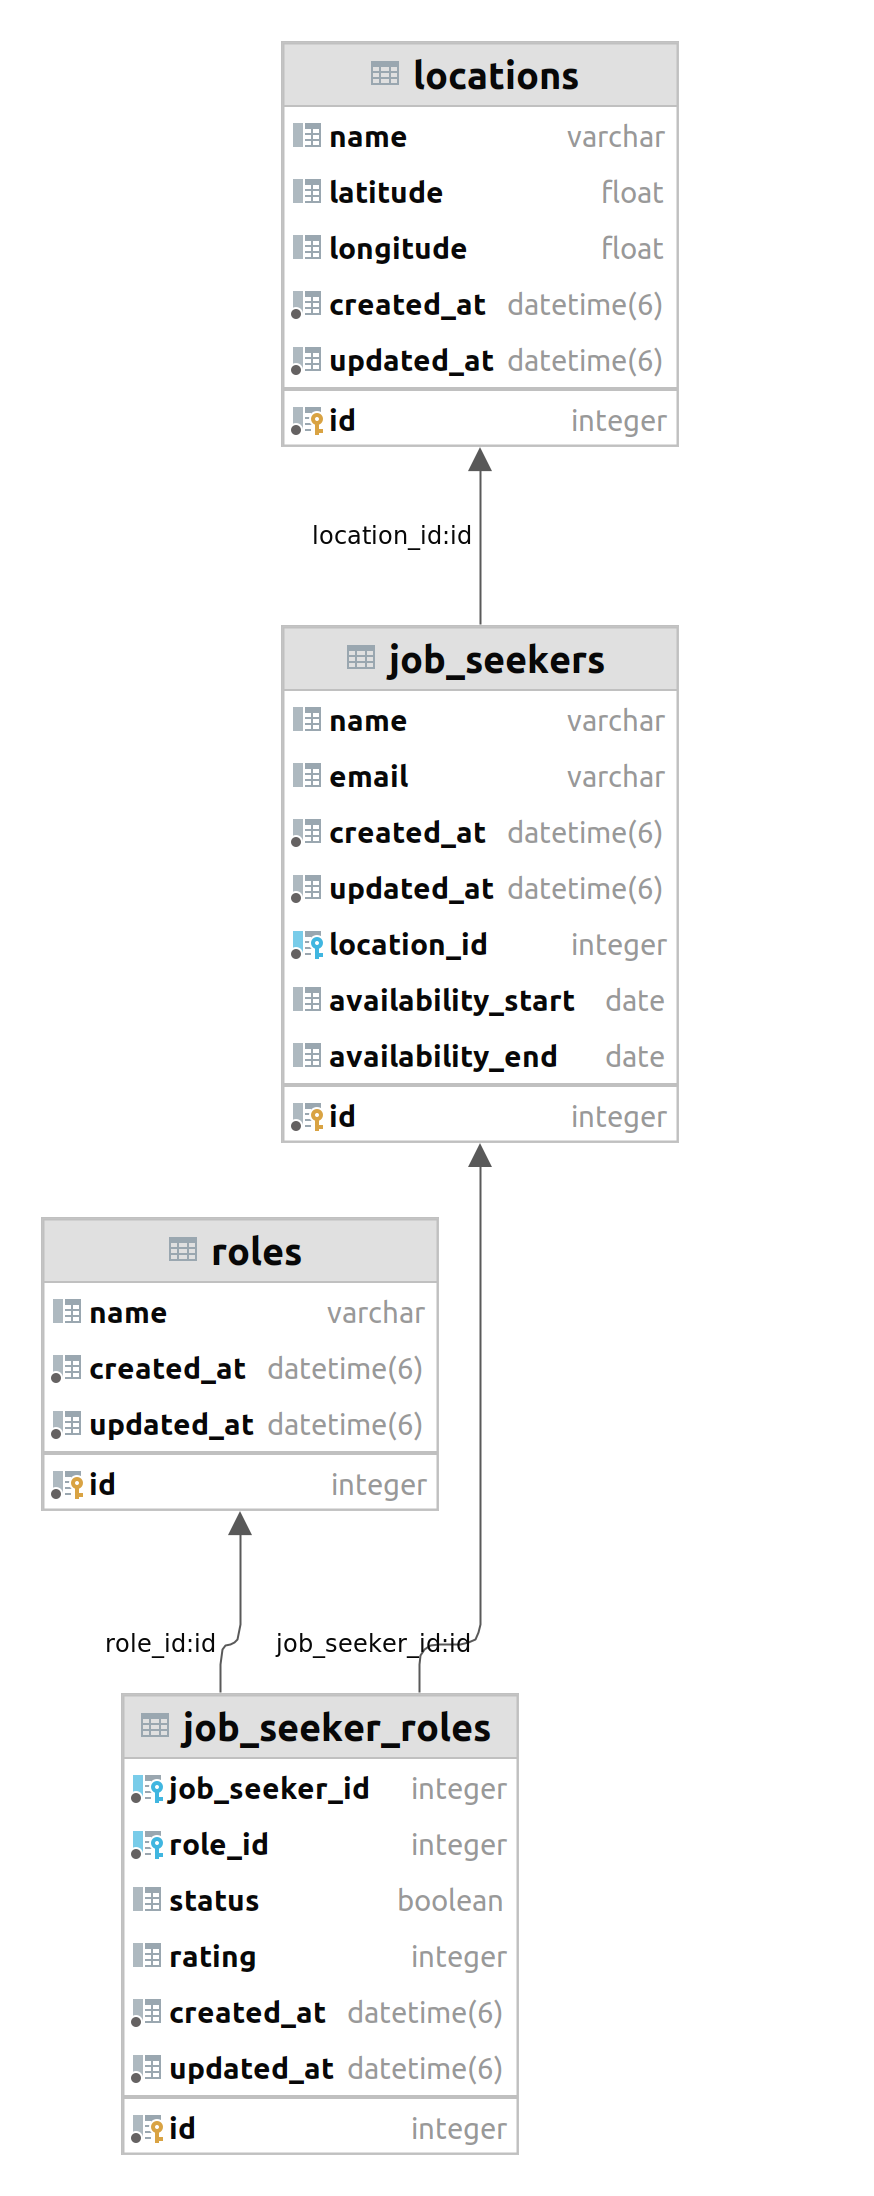 locations
name varchar
latitude float
longitude float
created_at datetime(6)
updated_at datetime(6)
id integer
location_id:id
job_seekers
name varchar
email varchar
created_at datetime(6)
updated_at datetime(6)
location_id integer
availability_start date
availability_end date
id integer
roles
name varchar
created_at datetime(6)
updated_at datetime(6)
id integer
role_id:id
job_seeker_id:id
job_seeker_roles
job_seeker_id integer
role_id integer
status boolean
rating integer
created_at datetime(6)
updated_at datetime(6)
id integer